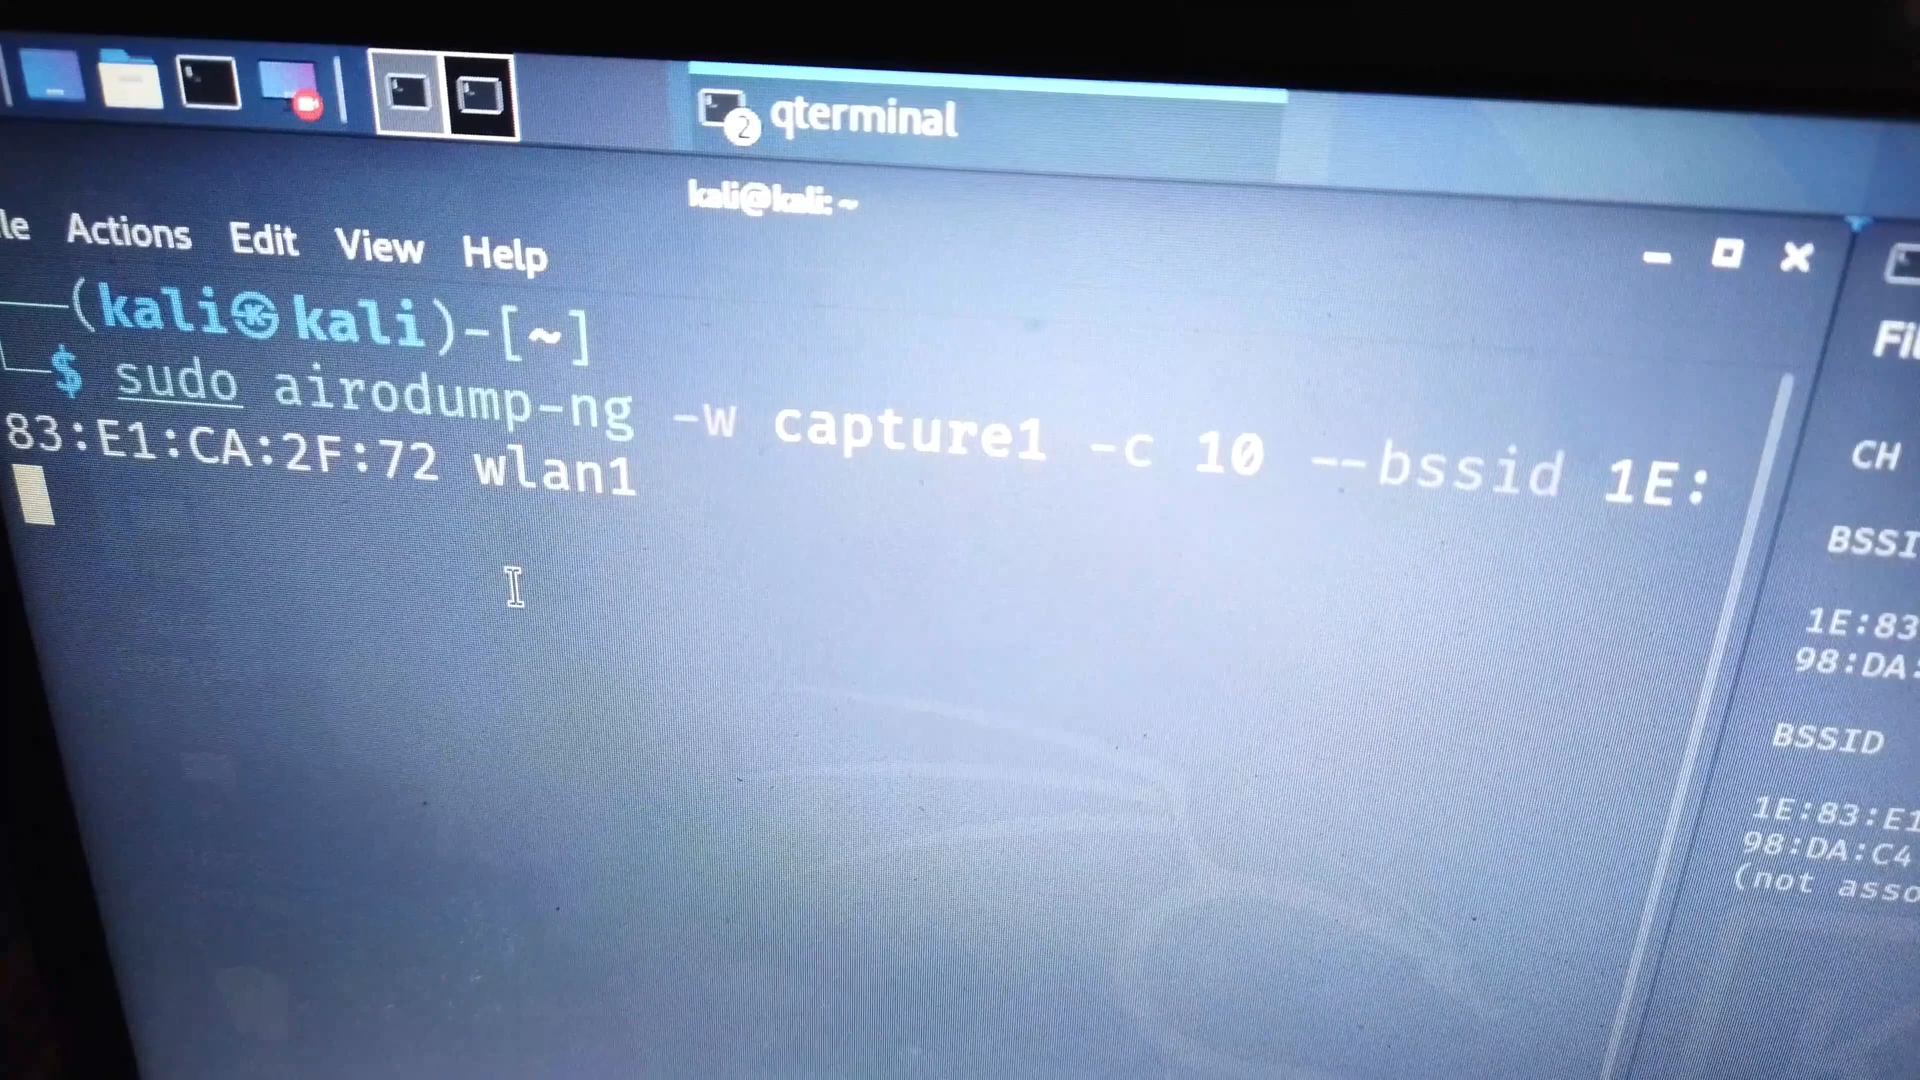 2 qterminal
kali@kali: ~
le Actions Edit View Help
(kali㉿kali)-[~]
$ sudo airodump-ng -w capture1 -c 10 --bssid 1E:
83:E1:CA:2F:72 wlan1
Fil
CH
BSSI
1E:83
98:DA:
BSSID
1E:83:E1
98:DA:C4
(not asso